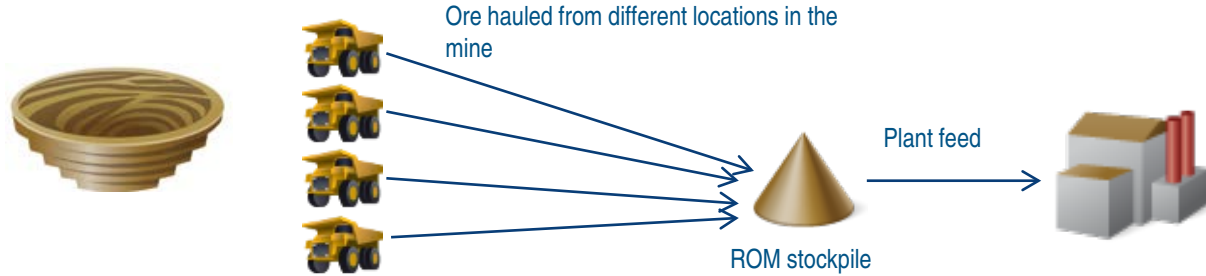 Ore hauled from different locations in the
mine
Plant feed
ROM stockpile